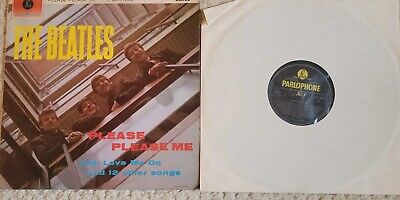 THE BEATLES
PLEASE
PLEASE ME
with Love Me Do
and 12 other songs
PARLOPHONE